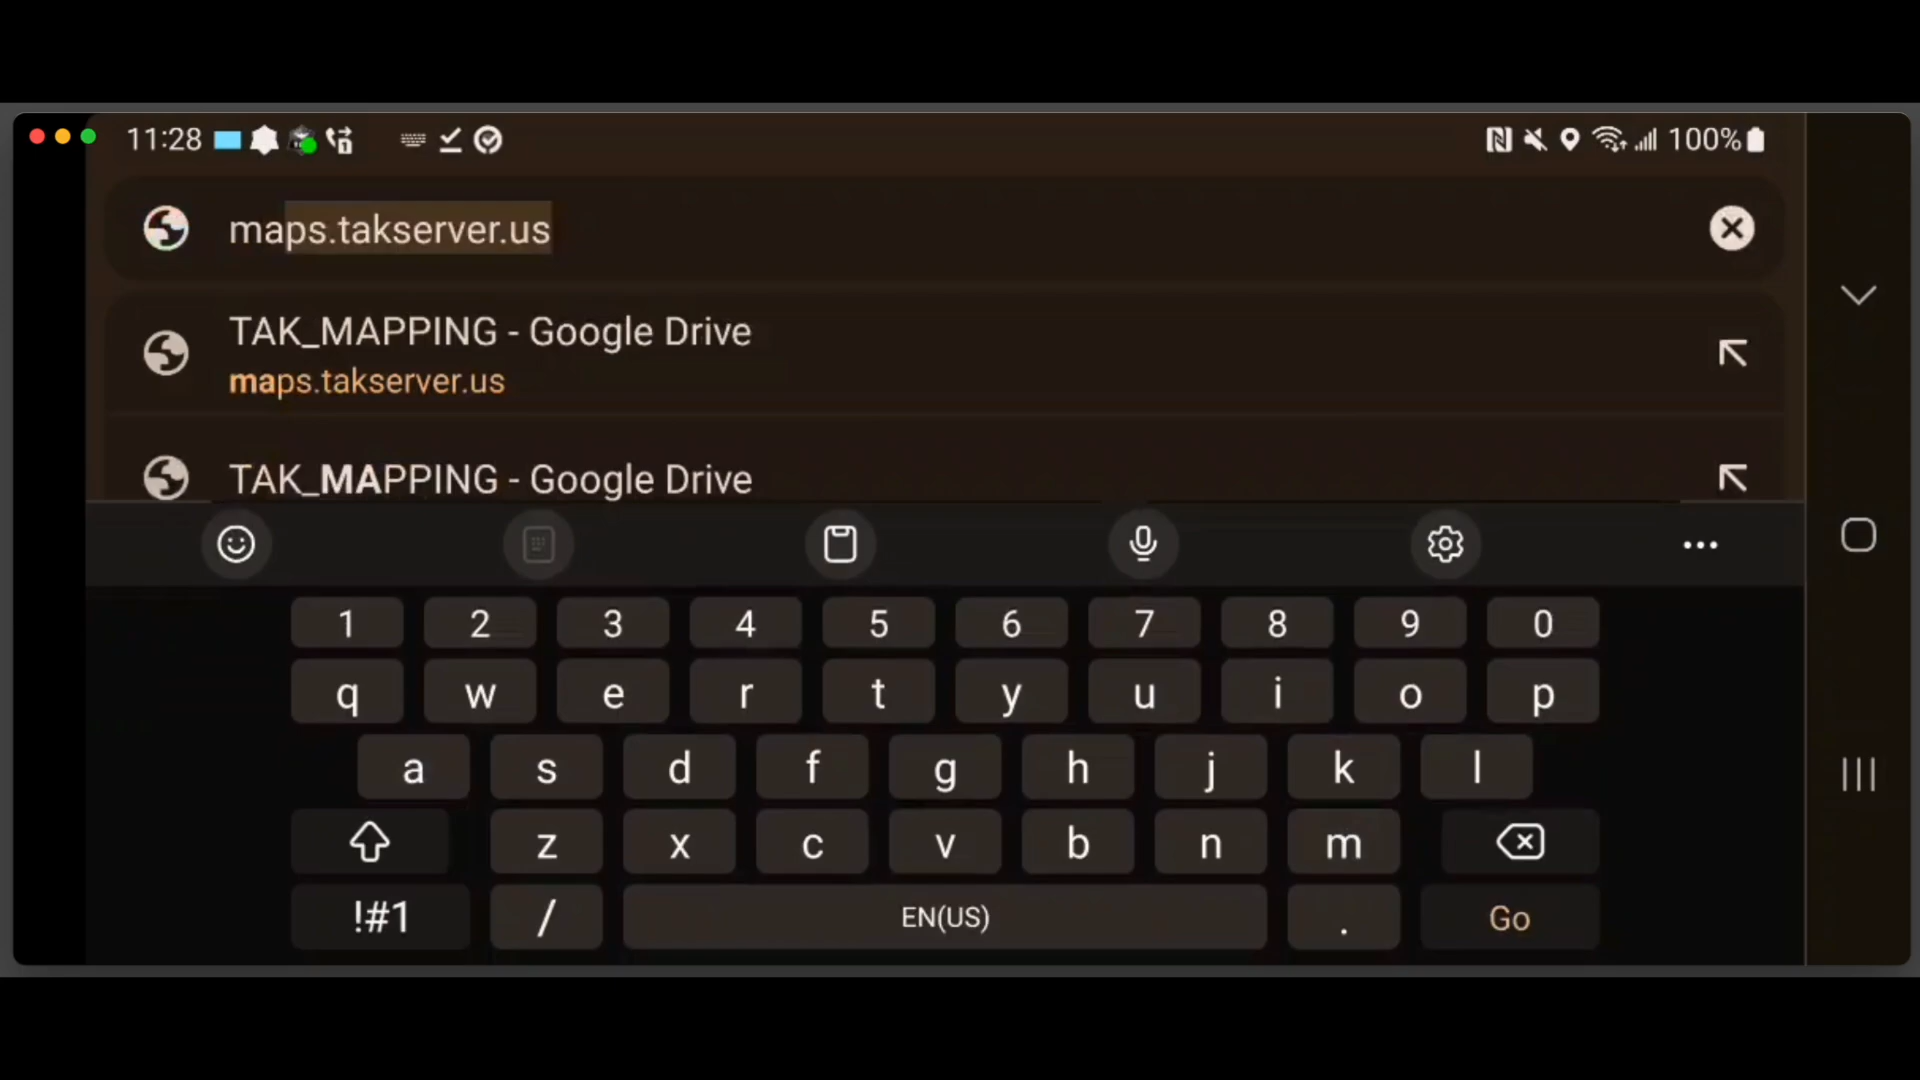 11:28
100%
maps.takserver.us
TAK_MAPPING - Google Drive
maps.takserver.us
TAK_MAPPING - Google Drive
1 2 3 4 5 6 7 8 9 0
q w e r t y u i o p
a s d f g h j k l
z x c v b n m
!#1 / EN(US) . Go